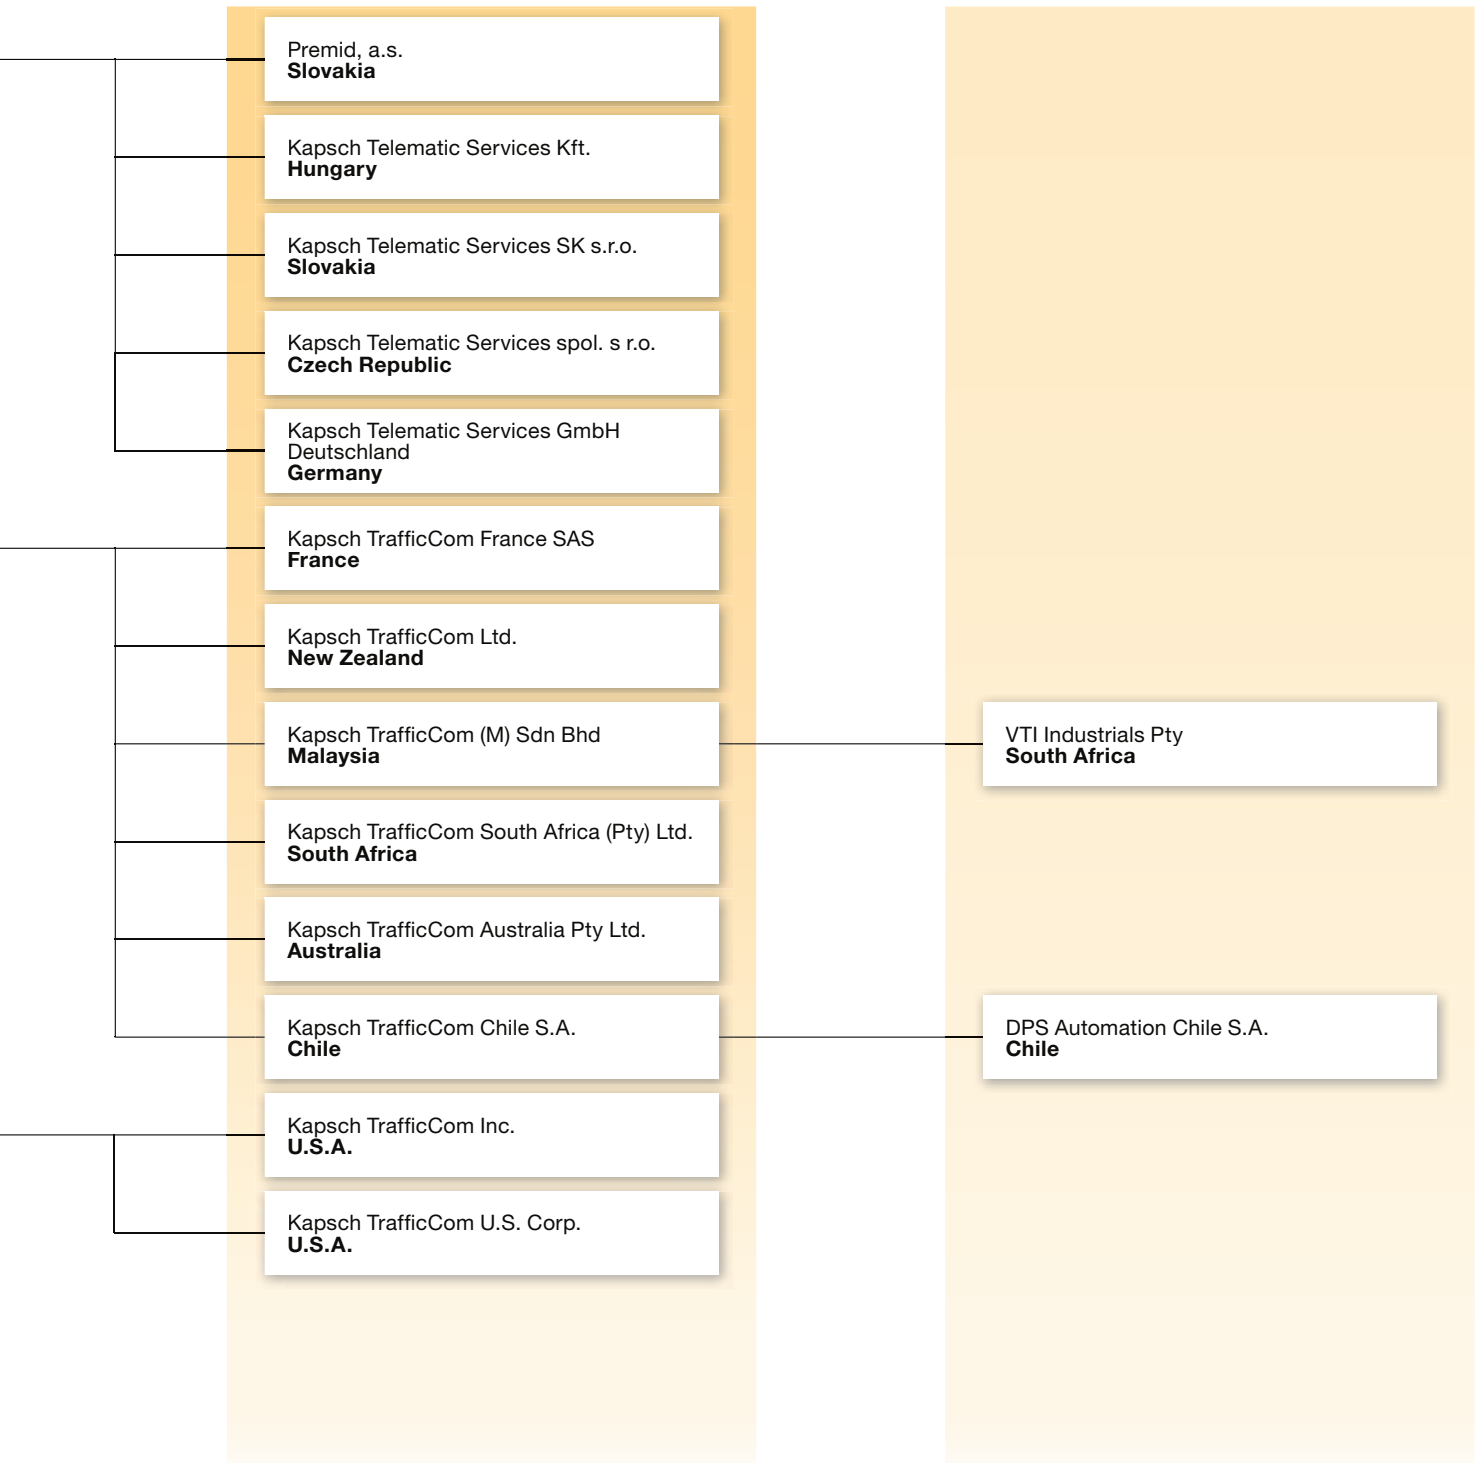 Premid, a.s.
Slovakia
Kapsch Telematic Services Kft.
Hungary
Kapsch Telematic Services SK s.r.o.
Slovakia
Kapsch Telematic Services spol. s r.o.
Czech Republic
Kapsch Telematic Services GmbH
Deutschland
Germany
Kapsch TrafficCom France SAS
France
Kapsch TrafficCom Ltd.
New Zealand
Kapsch TrafficCom (M) Sdn Bhd
Malaysia
VTI Industrials Pty
South Africa
Kapsch TrafficCom South Africa (Pty) Ltd.
South Africa
Kapsch TrafficCom Australia Pty Ltd.
Australia
Kapsch TrafficCom Chile S.A.
Chile
DPS Automation Chile S.A.
Chile
Kapsch TrafficCom Inc.
U.S.A.
Kapsch TrafficCom U.S. Corp.
U.S.A.